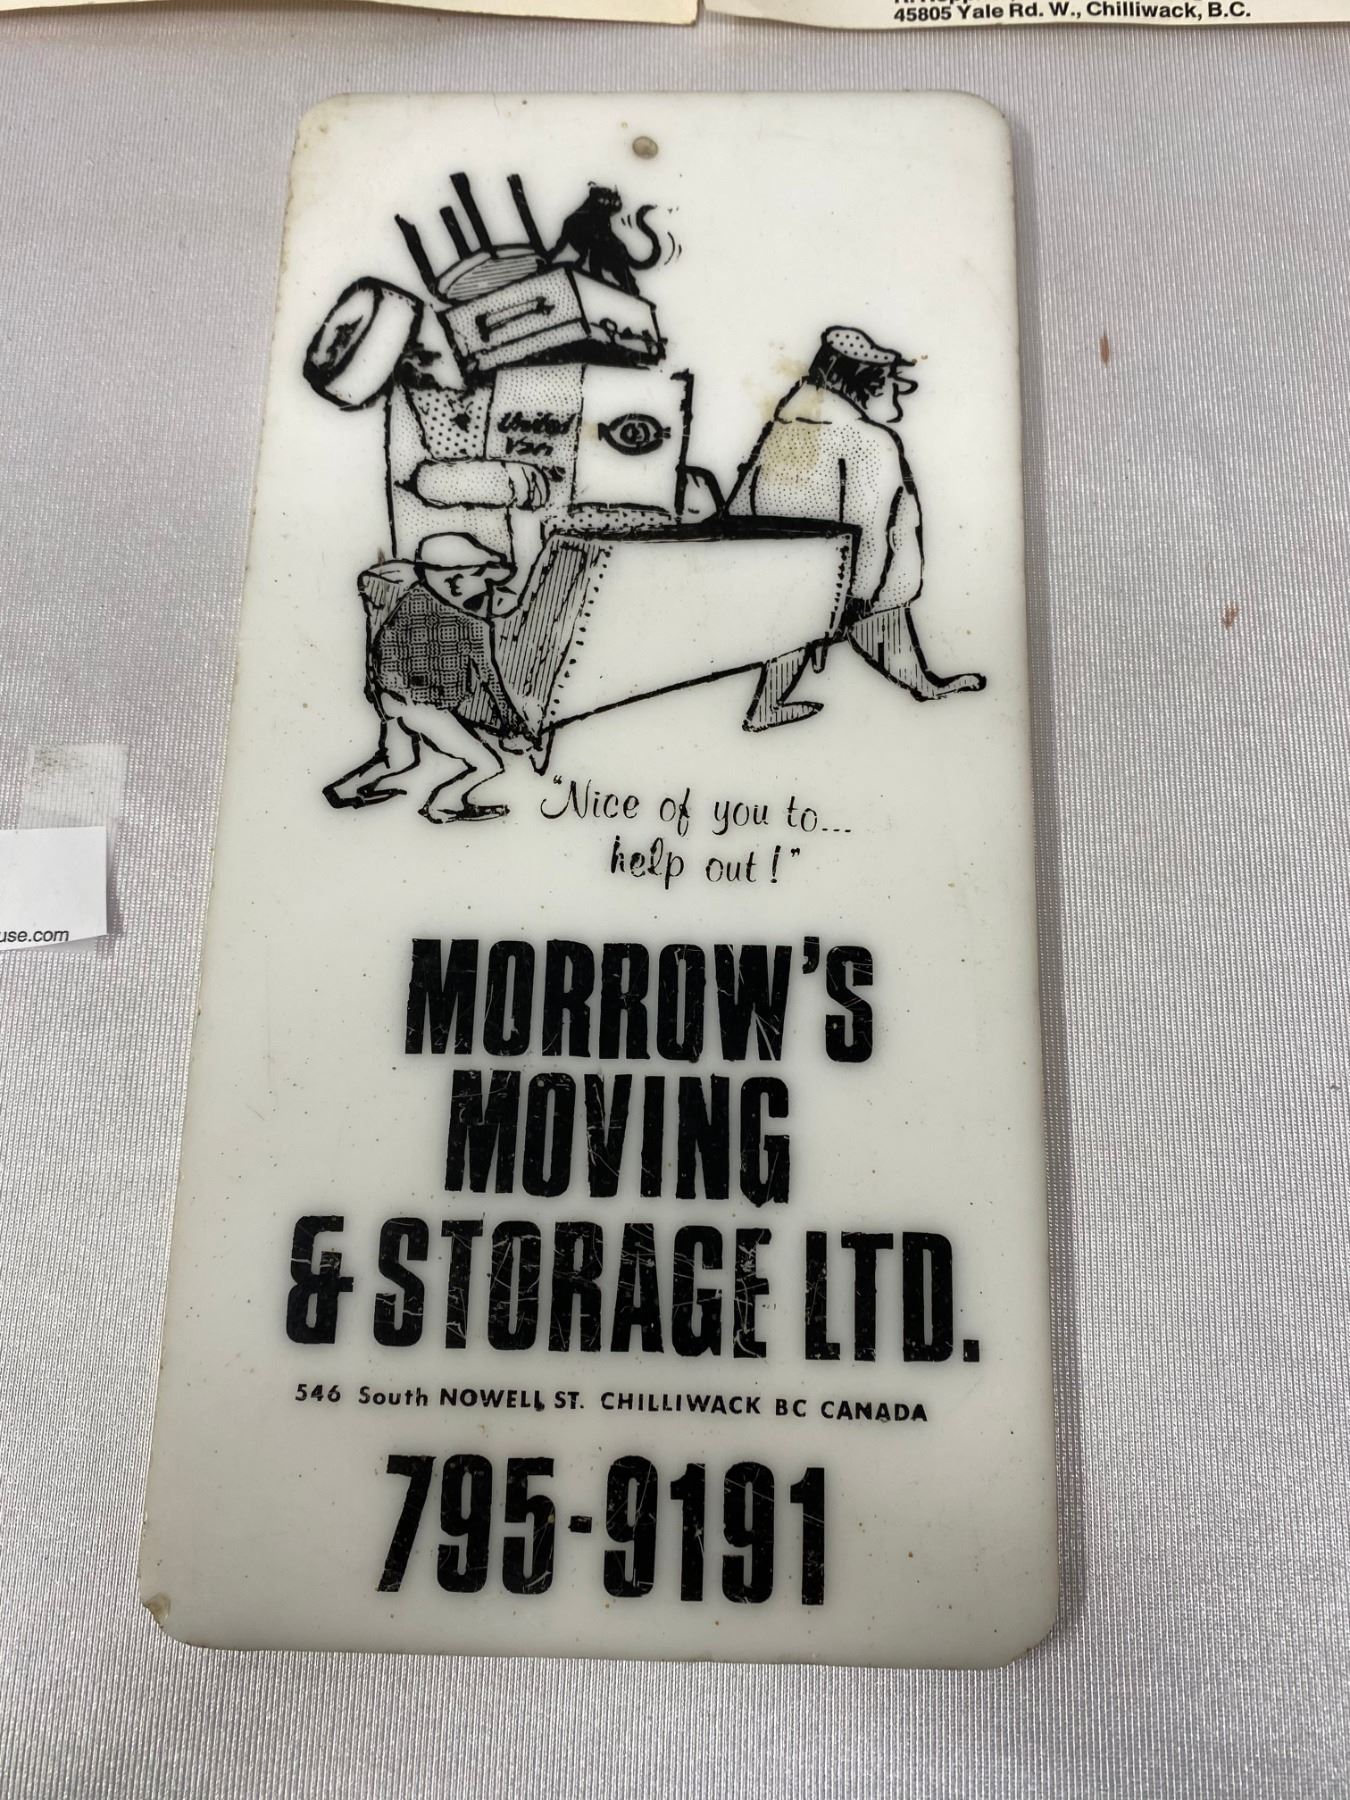 45805 Yale Rd. W., Chilliwack, B.C.
United
Van
"Nice of you to...
help out!"
MORROW'S
MOVING
& STORAGE LTD.
546 South NOWELL ST. CHILLIWACK BC CANADA
795-9191
use.com